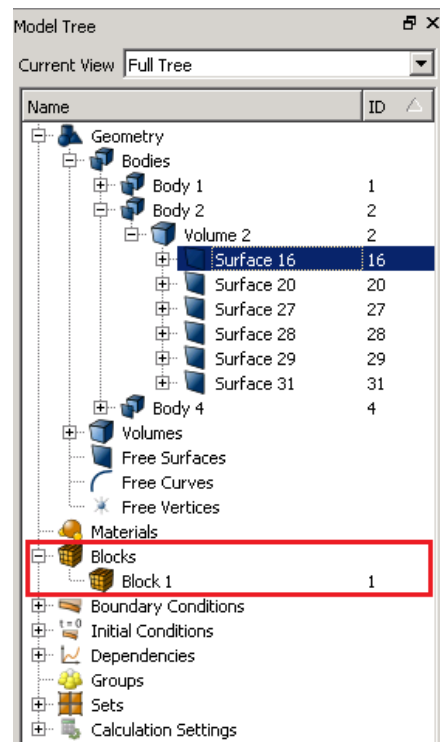 Model Tree
Current View Full Tree
Name ID
Geometry
Bodies
Body 1 1
Body 2 2
Volume 2 2
Surface 16 16
Surface 20 20
Surface 27 27
Surface 28 28
Surface 29 29
Surface 31 31
Body 4 4
Volumes
Free Surfaces
Free Curves
Free Vertices
Materials
Blocks
Block 1 1
Boundary Conditions
t=0 Initial Conditions
Dependencies
Groups
Sets
Calculation Settings